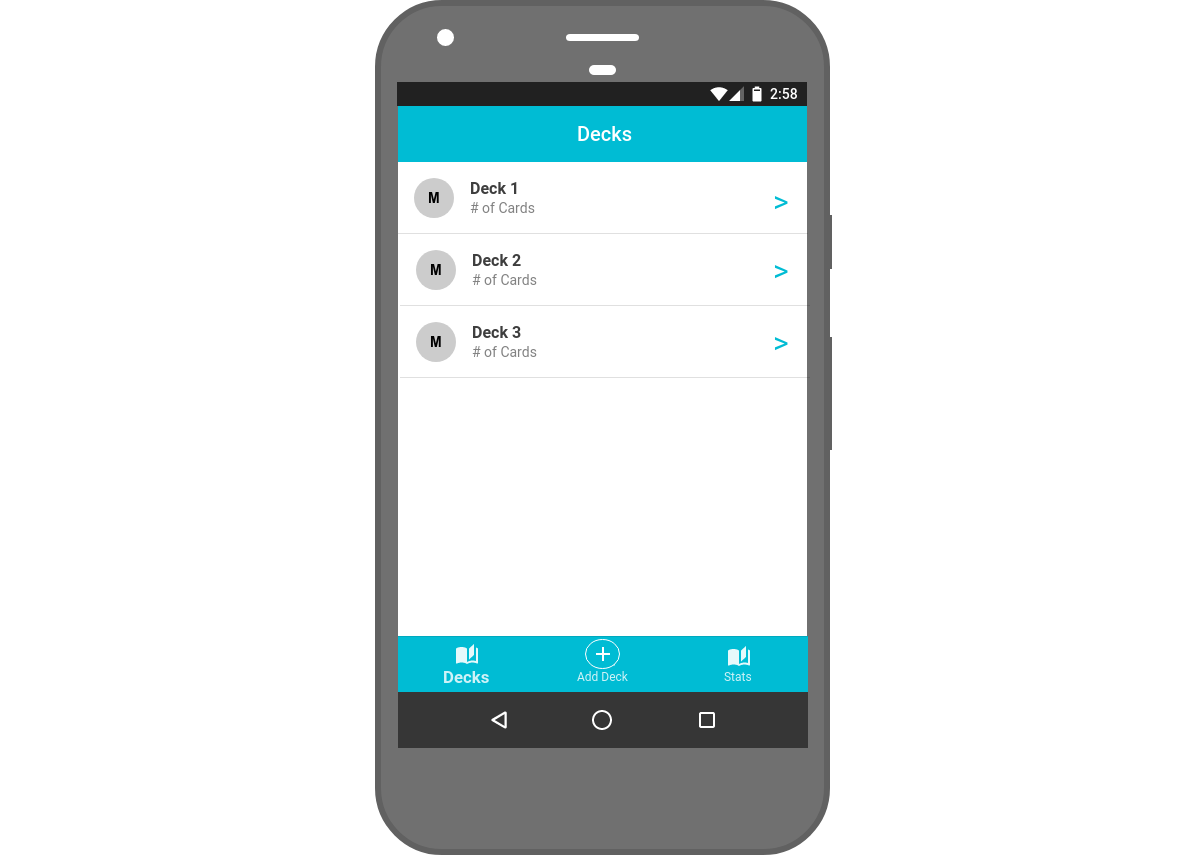 2:58
Decks
M
Deck 1
# of Cards
>
M
Deck 2
# of Cards
>
M
Deck 3
# of Cards
>
Decks
Add Deck
Stats